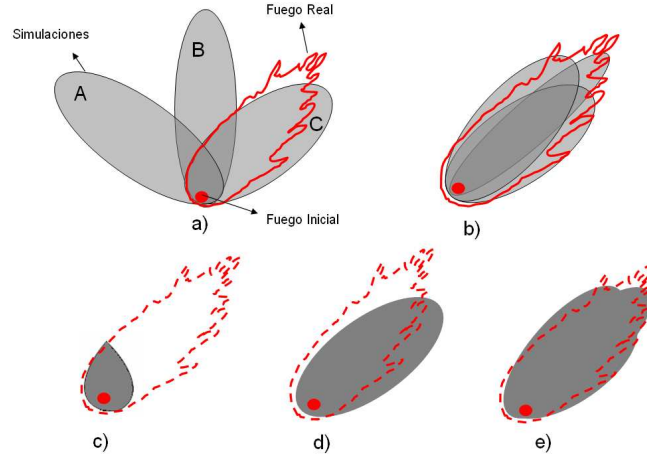 Fuego Real
Simulaciones
B
A
C
Fuego Inicial
a)
b)
c)
d)
e)